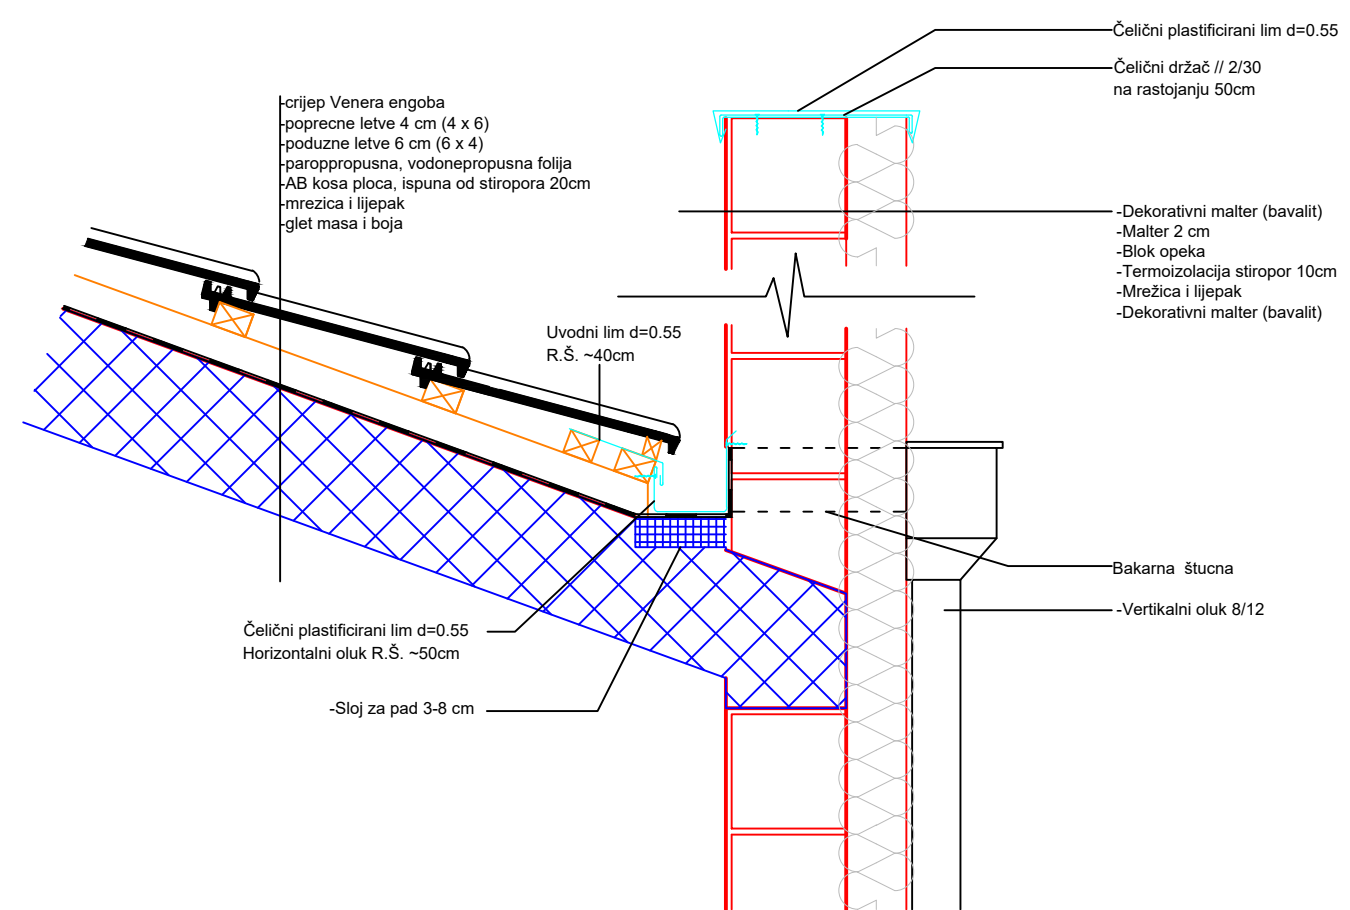 Čelični plastificirani lim d=0.55
Čelični držač // 2/30
na rastojanju 50cm
-crijep Venera engoba
-poprecne letve 4 cm (4 x 6)
-poduzne letve 6 cm (6 x 4)
-paroppropusna, vodonepropusna folija
-AB kosa ploca, ispuna od stiropora 20cm
-mrezica i lijepak
-glet masa i boja
-Dekorativni malter (bavalit)
-Malter 2 cm
-Blok opeka
-Termoizolacija stiropor 10cm
-Mrežica i lijepak
-Dekorativni malter (bavalit)
Uvodni lim d=0.55
R.Š. ~40cm
Bakarna štucna
-Vertikalni oluk 8/12
Čelični plastificirani lim d=0.55
Horizontalni oluk R.Š. ~50cm
-Sloj za pad 3-8 cm